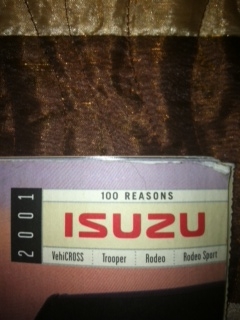 2001
100 REASONS
ISUZU
VehiCROSS Trooper Rodeo Rodeo Sport